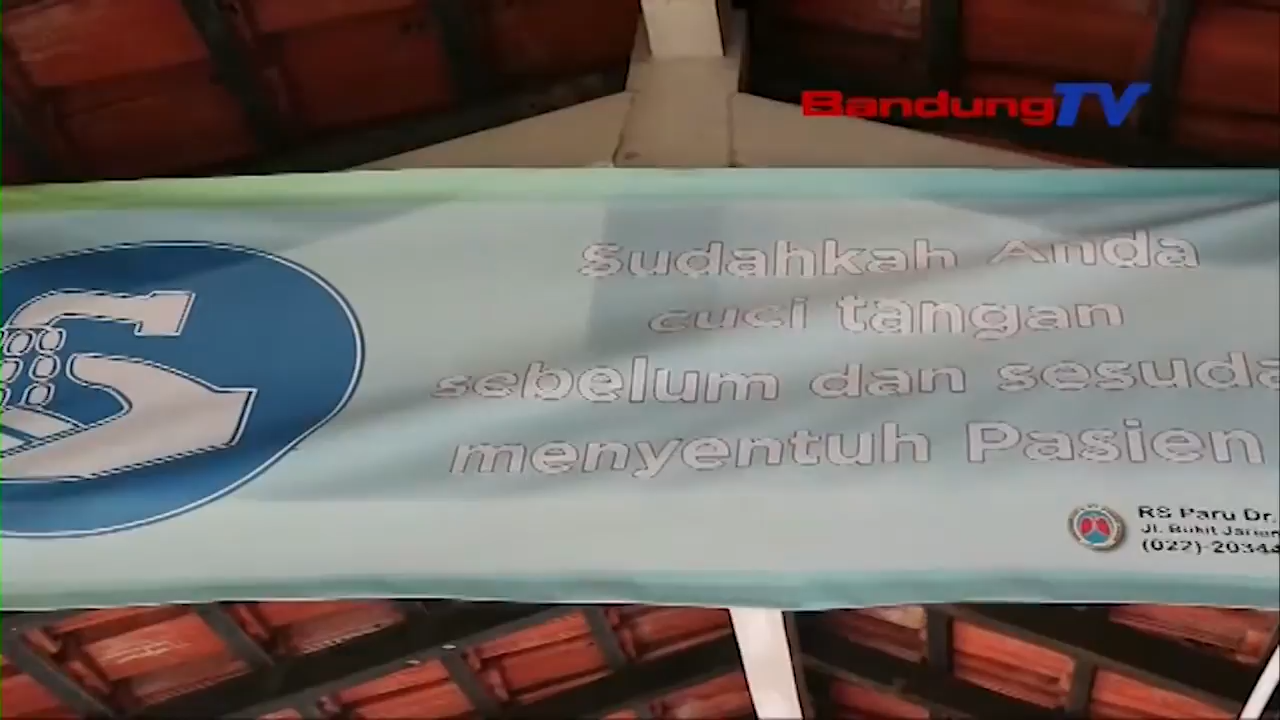 BandungTV
Sudahkah Anda
cuci tangan
sebelum dan sesuda
menyentuh Pasien
RS Paru Dr.
Jl. Bukit Jarian
(022)-20344